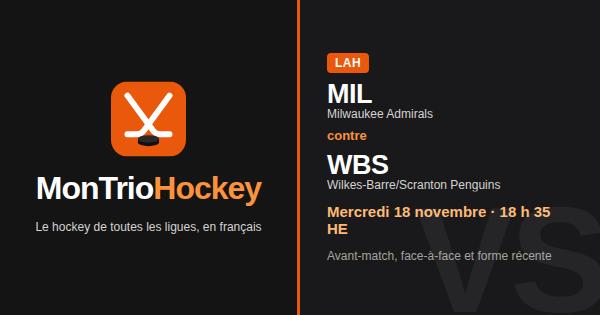 MonTrioHockey
Le hockey de toutes les ligues, en français
LAH
MIL
Milwaukee Admirals
contre
WBS
Wilkes-Barre/Scranton Penguins
Mercredi 18 novembre · 18 h 35
HE
Avant-match, face-à-face et forme récente
VS